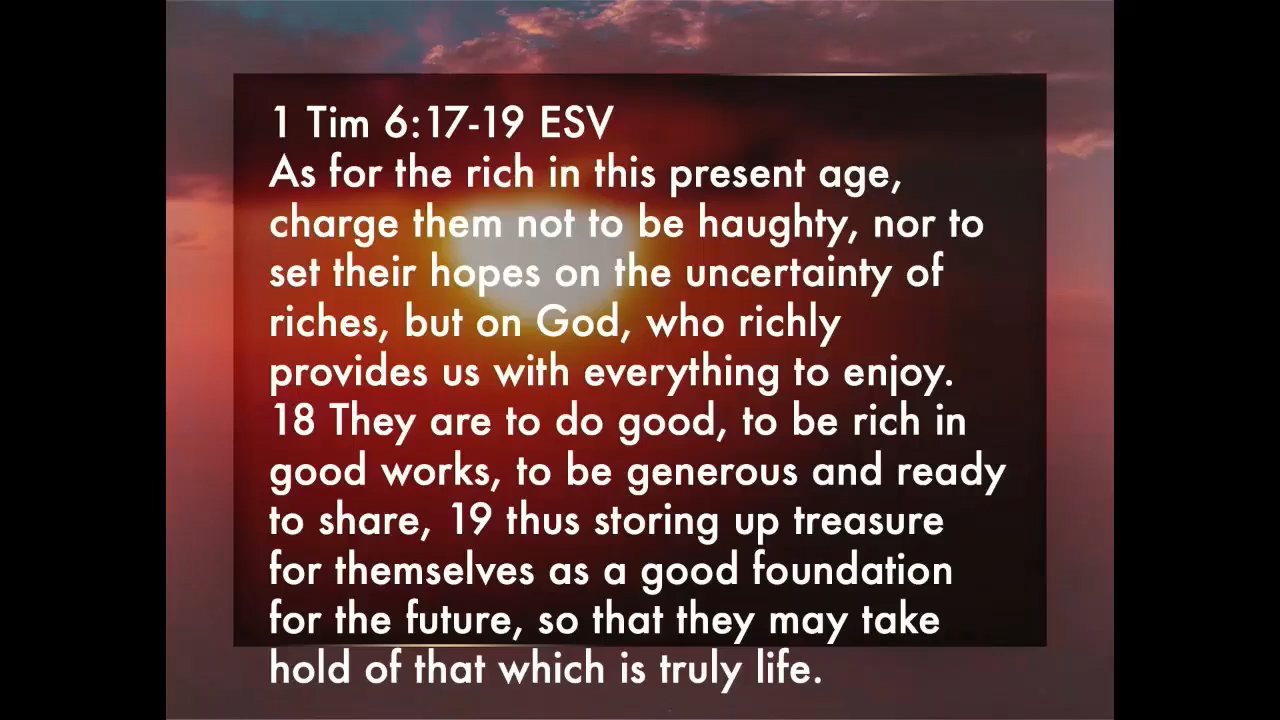 1 Tim 6:17-19 ESV
As for the rich in this present age,
charge them not to be haughty, nor to
set their hopes on the uncertainty of
riches, but on God, who richly
provides us with everything to enjoy.
18 They are to do good, to be rich in
good works, to be generous and ready
to share, 19 thus storing up treasure
for themselves as a good foundation
for the future, so that they may take
hold of that which is truly life.